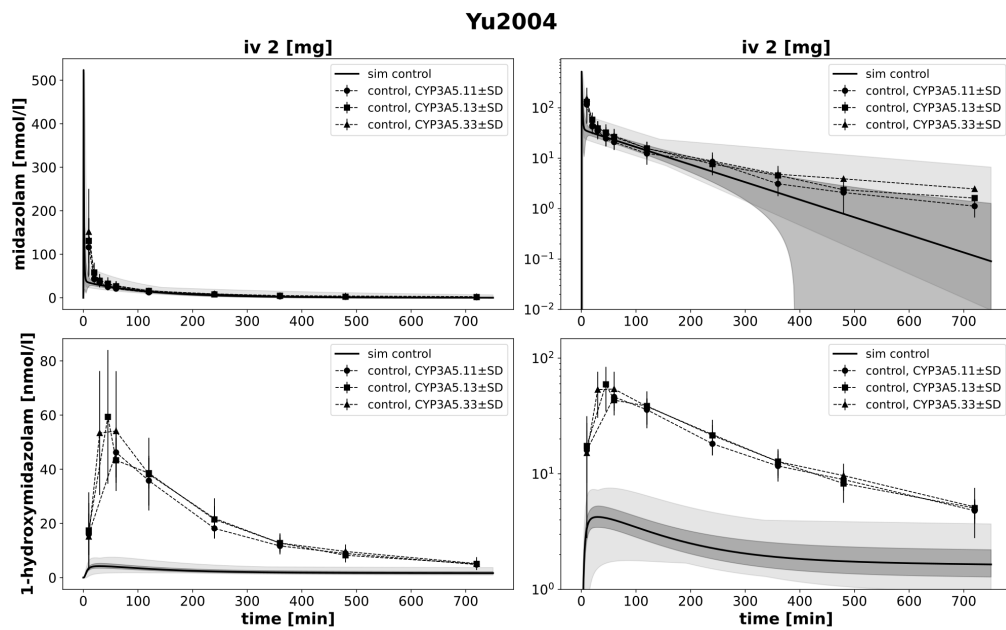 Yu2004
iv 2 [mg]
midazolam [nmol/l]
500
400
300
200
100
0
0 100 200 300 400 500 600 700
sim control
control, CYP3A5.11±SD
control, CYP3A5.13±SD
control, CYP3A5.33±SD
iv 2 [mg]
10²
10¹
10⁰
10⁻¹
10⁻²
0 100 200 300 400 500 600 700
sim control
control, CYP3A5.11±SD
control, CYP3A5.13±SD
control, CYP3A5.33±SD
1-hydroxymidazolam [nmol/l]
80
60
40
20
0
0 100 200 300 400 500 600 700
time [min]
sim control
control, CYP3A5.11±SD
control, CYP3A5.13±SD
control, CYP3A5.33±SD
10²
10¹
10⁰
0 100 200 300 400 500 600 700
time [min]
sim control
control, CYP3A5.11±SD
control, CYP3A5.13±SD
control, CYP3A5.33±SD